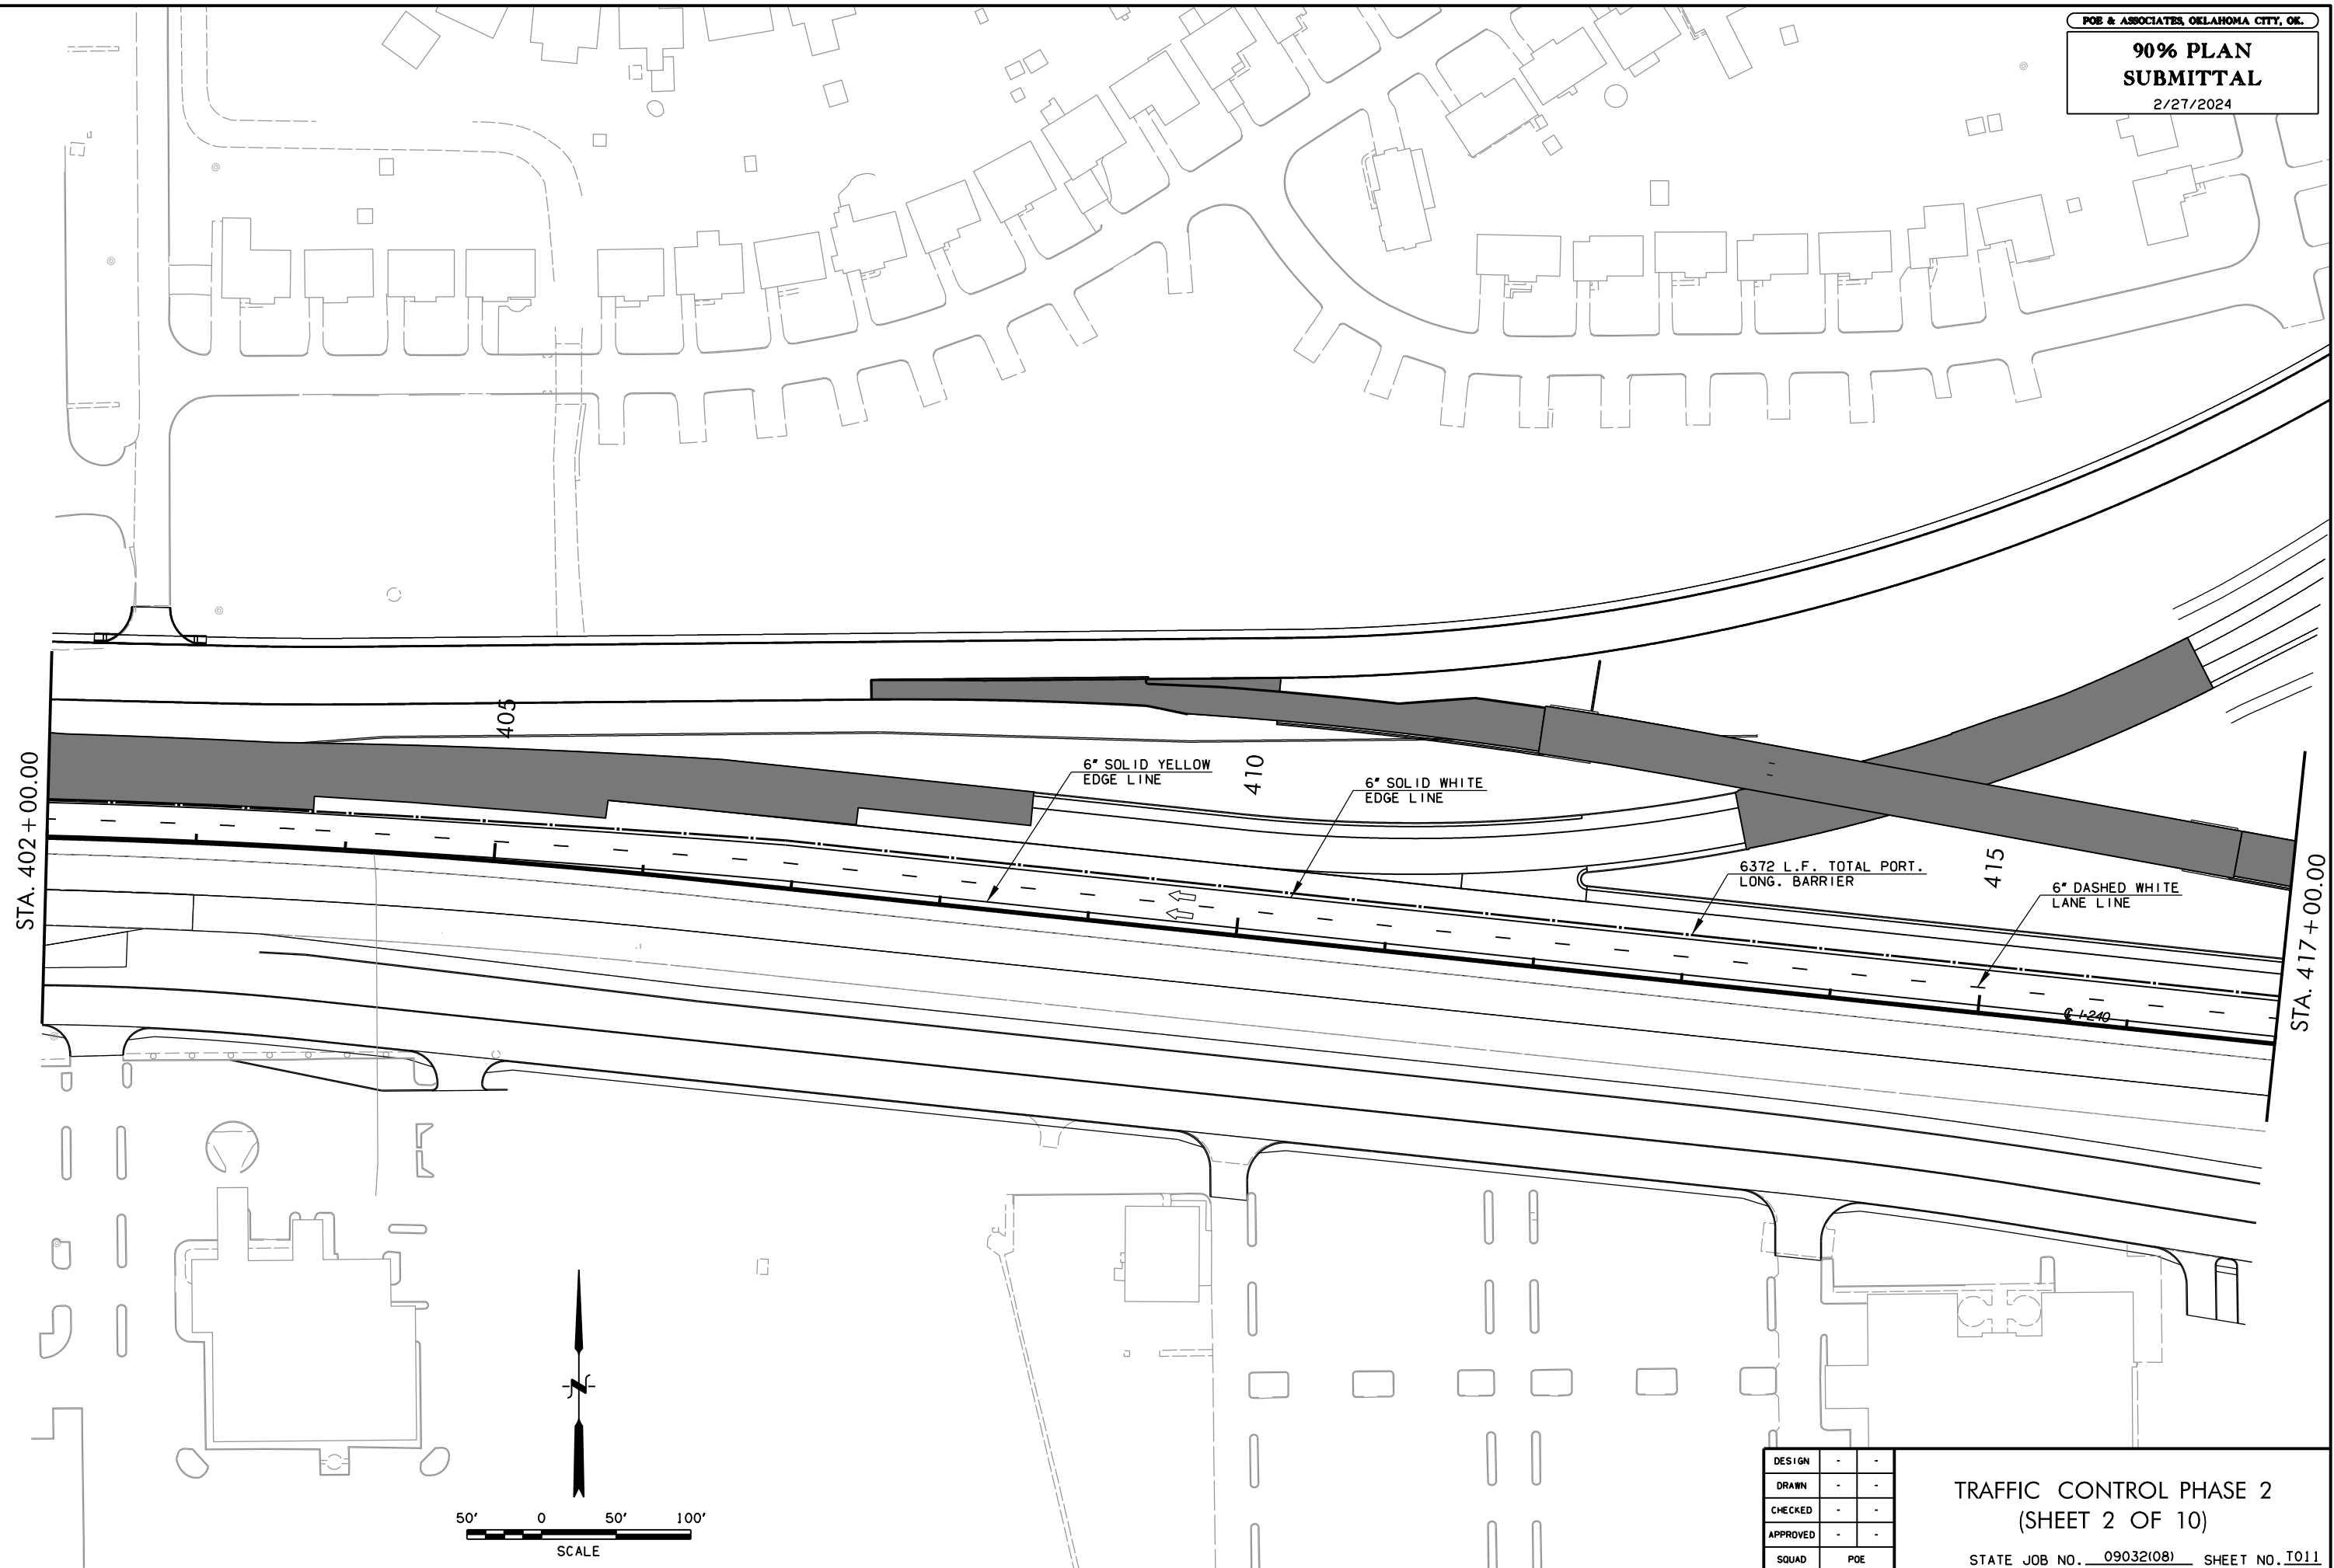 POE & ASSOCIATES, OKLAHOMA CITY, OK.
90% PLAN
SUBMITTAL
2/27/2024
405
410
415
STA. 402+00.00
STA. 417+00.00
6" SOLID YELLOW
EDGE LINE
6" SOLID WHITE
EDGE LINE
6372 L.F. TOTAL PORT.
LONG. BARRIER
6" DASHED WHITE
LANE LINE
℄ I-240
N
50' 0 50' 100'
SCALE
DESIGN - -
DRAWN - -
CHECKED - -
APPROVED - -
SQUAD POE
TRAFFIC CONTROL PHASE 2
(SHEET 2 OF 10)
STATE JOB NO. 09032(08) SHEET NO. T011